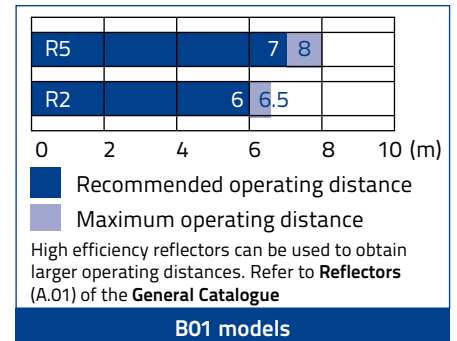 R5 7 8
R2 6 6.5
0 2 4 6 8 10 (m)
Recommended operating distance
Maximum operating distance
High efficiency reflectors can be used to obtain
larger operating distances. Refer to Reflectors
(A.01) of the General Catalogue
B01 models